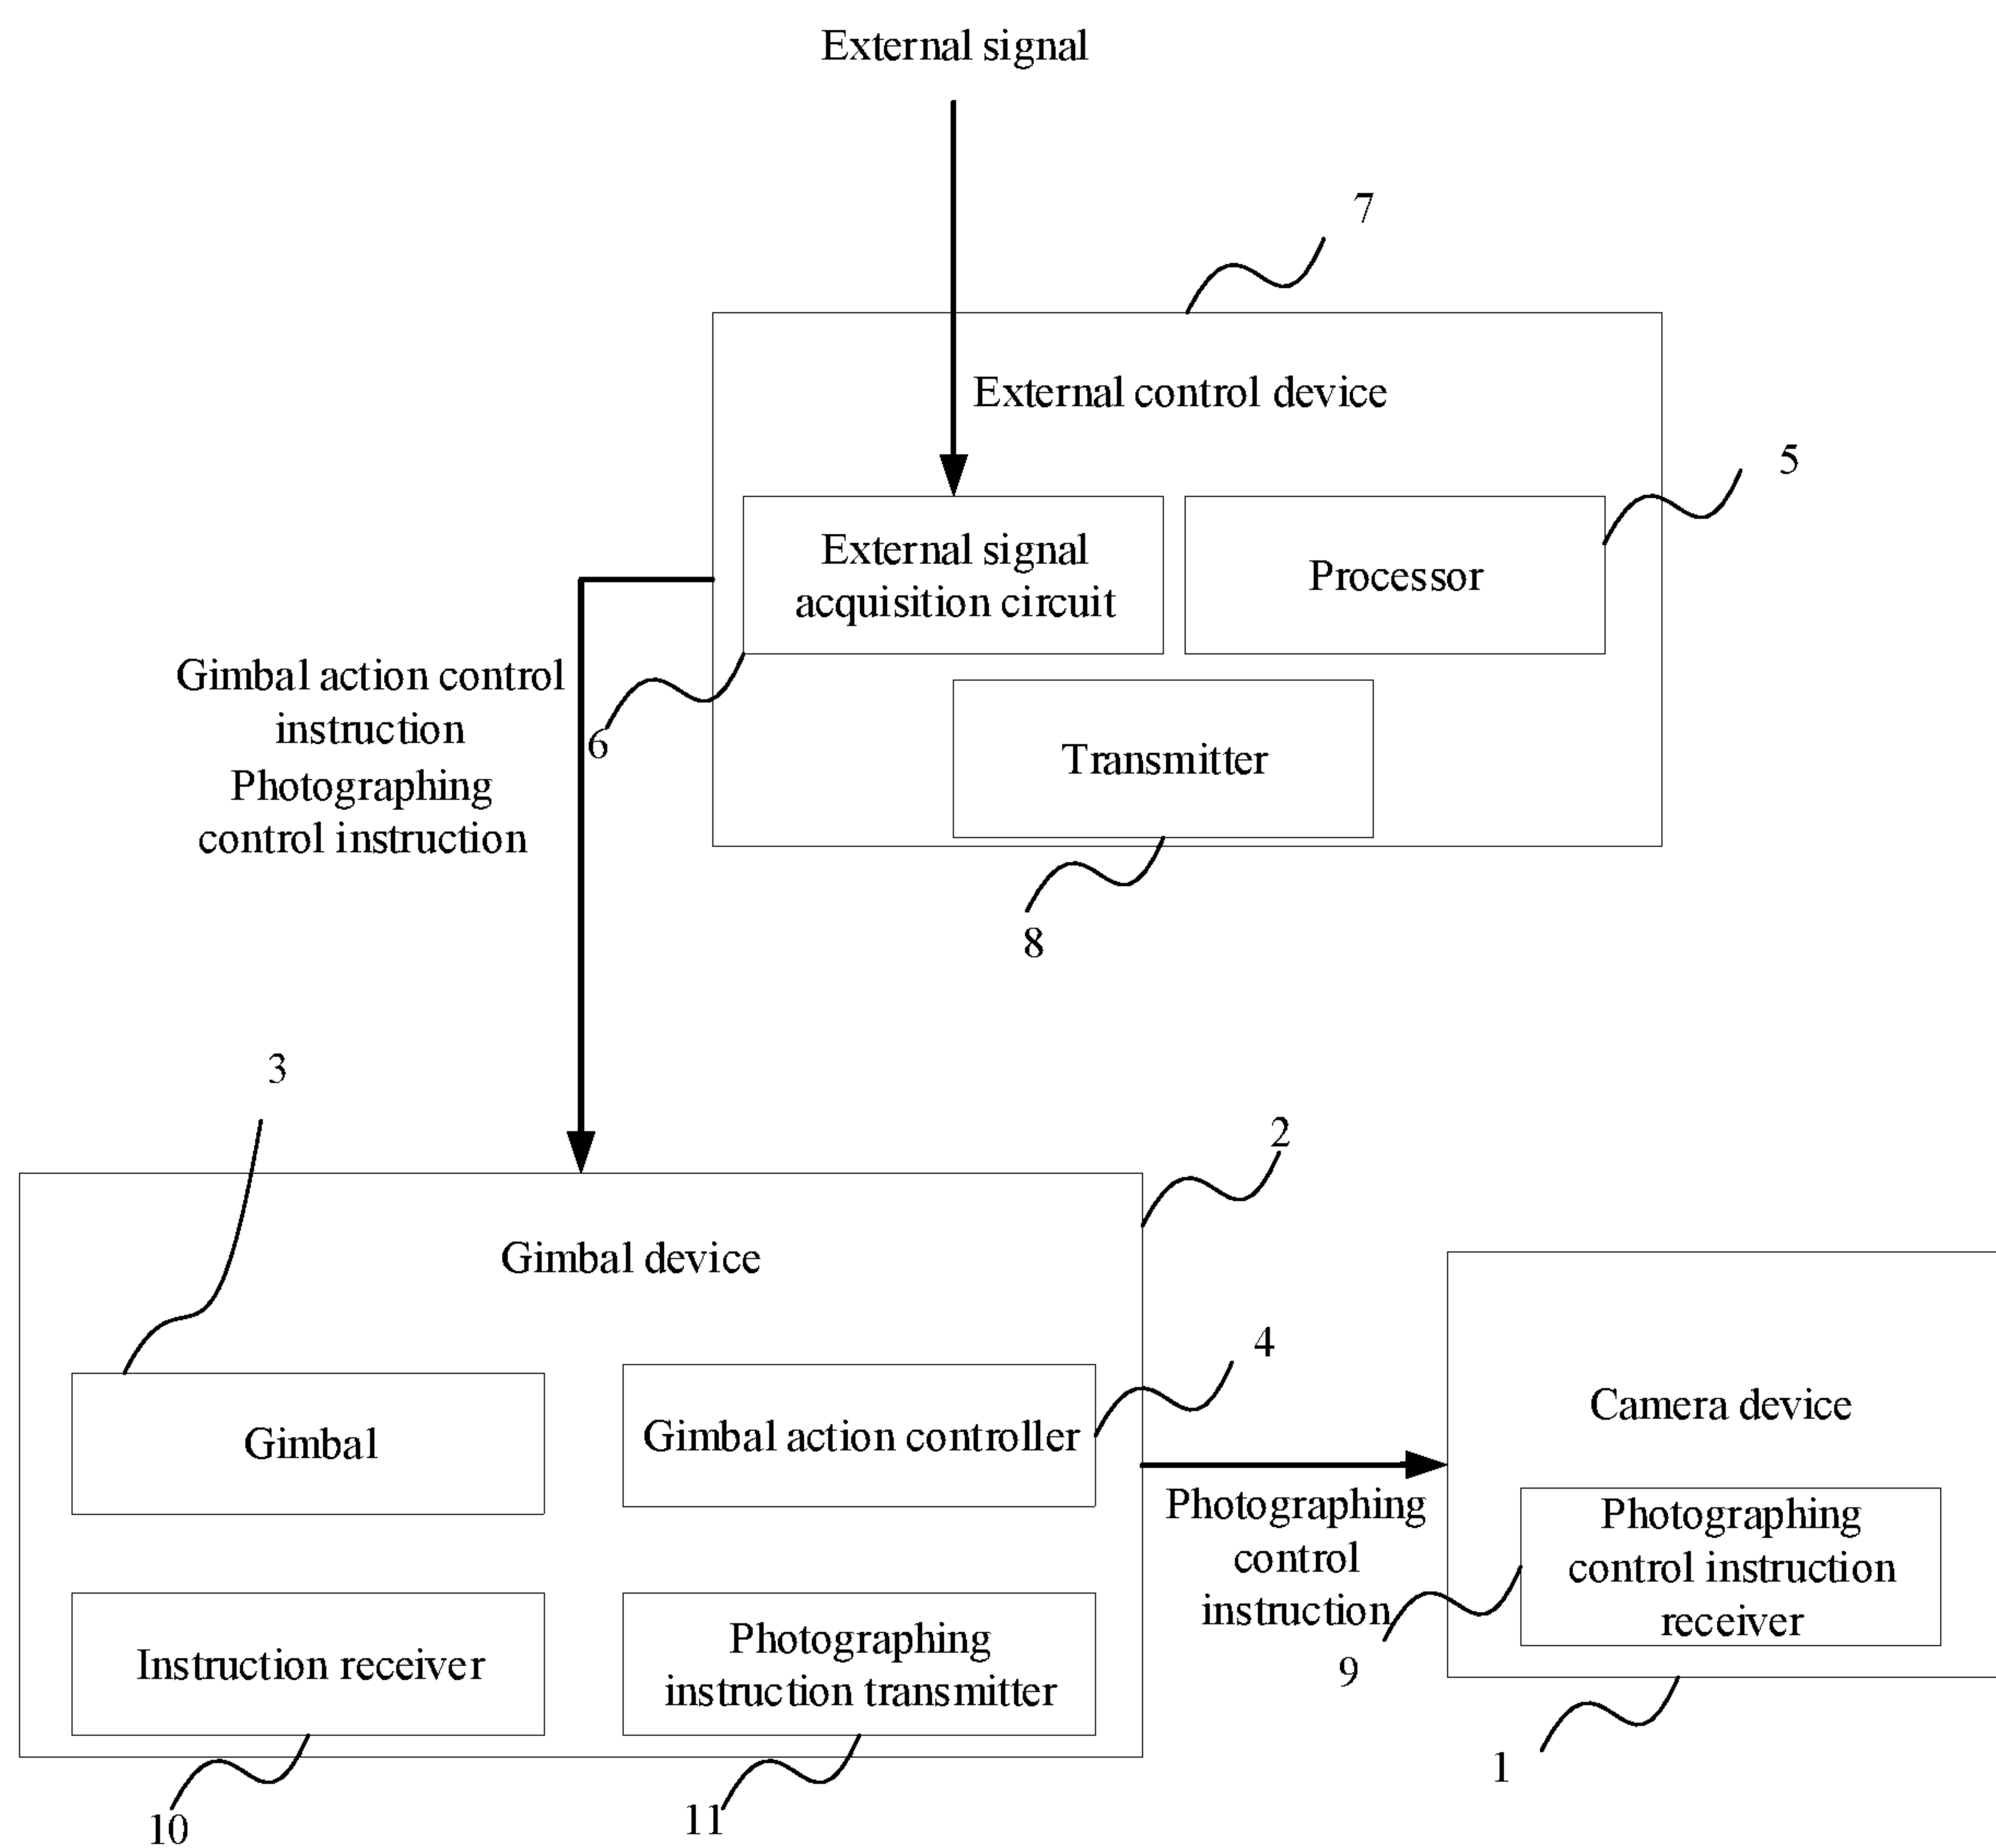 External signal
7
External control device
5
External signal
acquisition circuit
Processor
Gimbal action control
instruction
Photographing
control instruction
6
Transmitter
8
3
2
Gimbal device
4
Gimbal
Gimbal action controller
Camera device
Photographing
control
instruction
Photographing
control instruction
receiver
9
Instruction receiver
Photographing
instruction transmitter
1
10
11